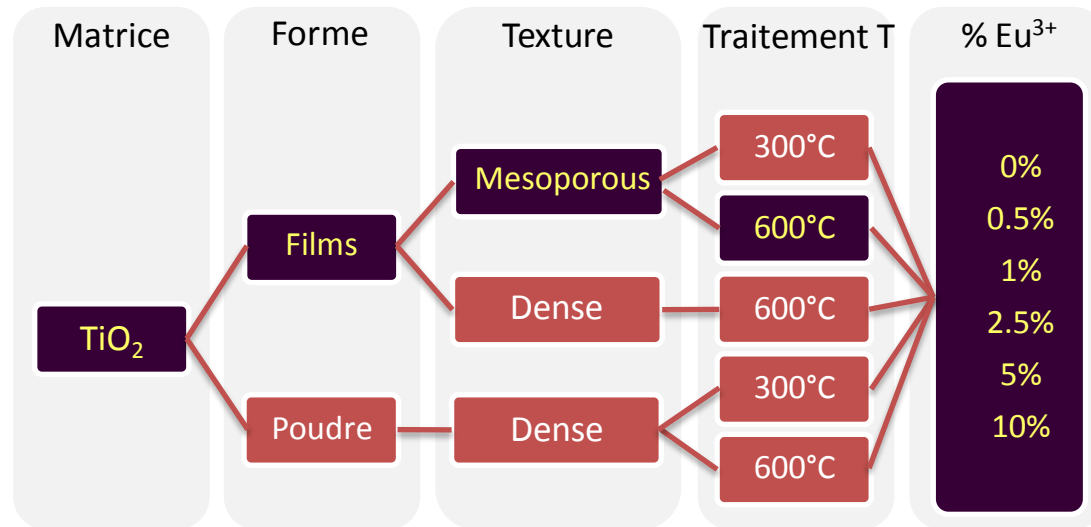 Matrice
Forme
Texture
Traitement T
% Eu³⁺
TiO₂
Films
Poudre
Mesoporous
Dense
Dense
300°C
600°C
600°C
300°C
600°C
0%
0.5%
1%
2.5%
5%
10%